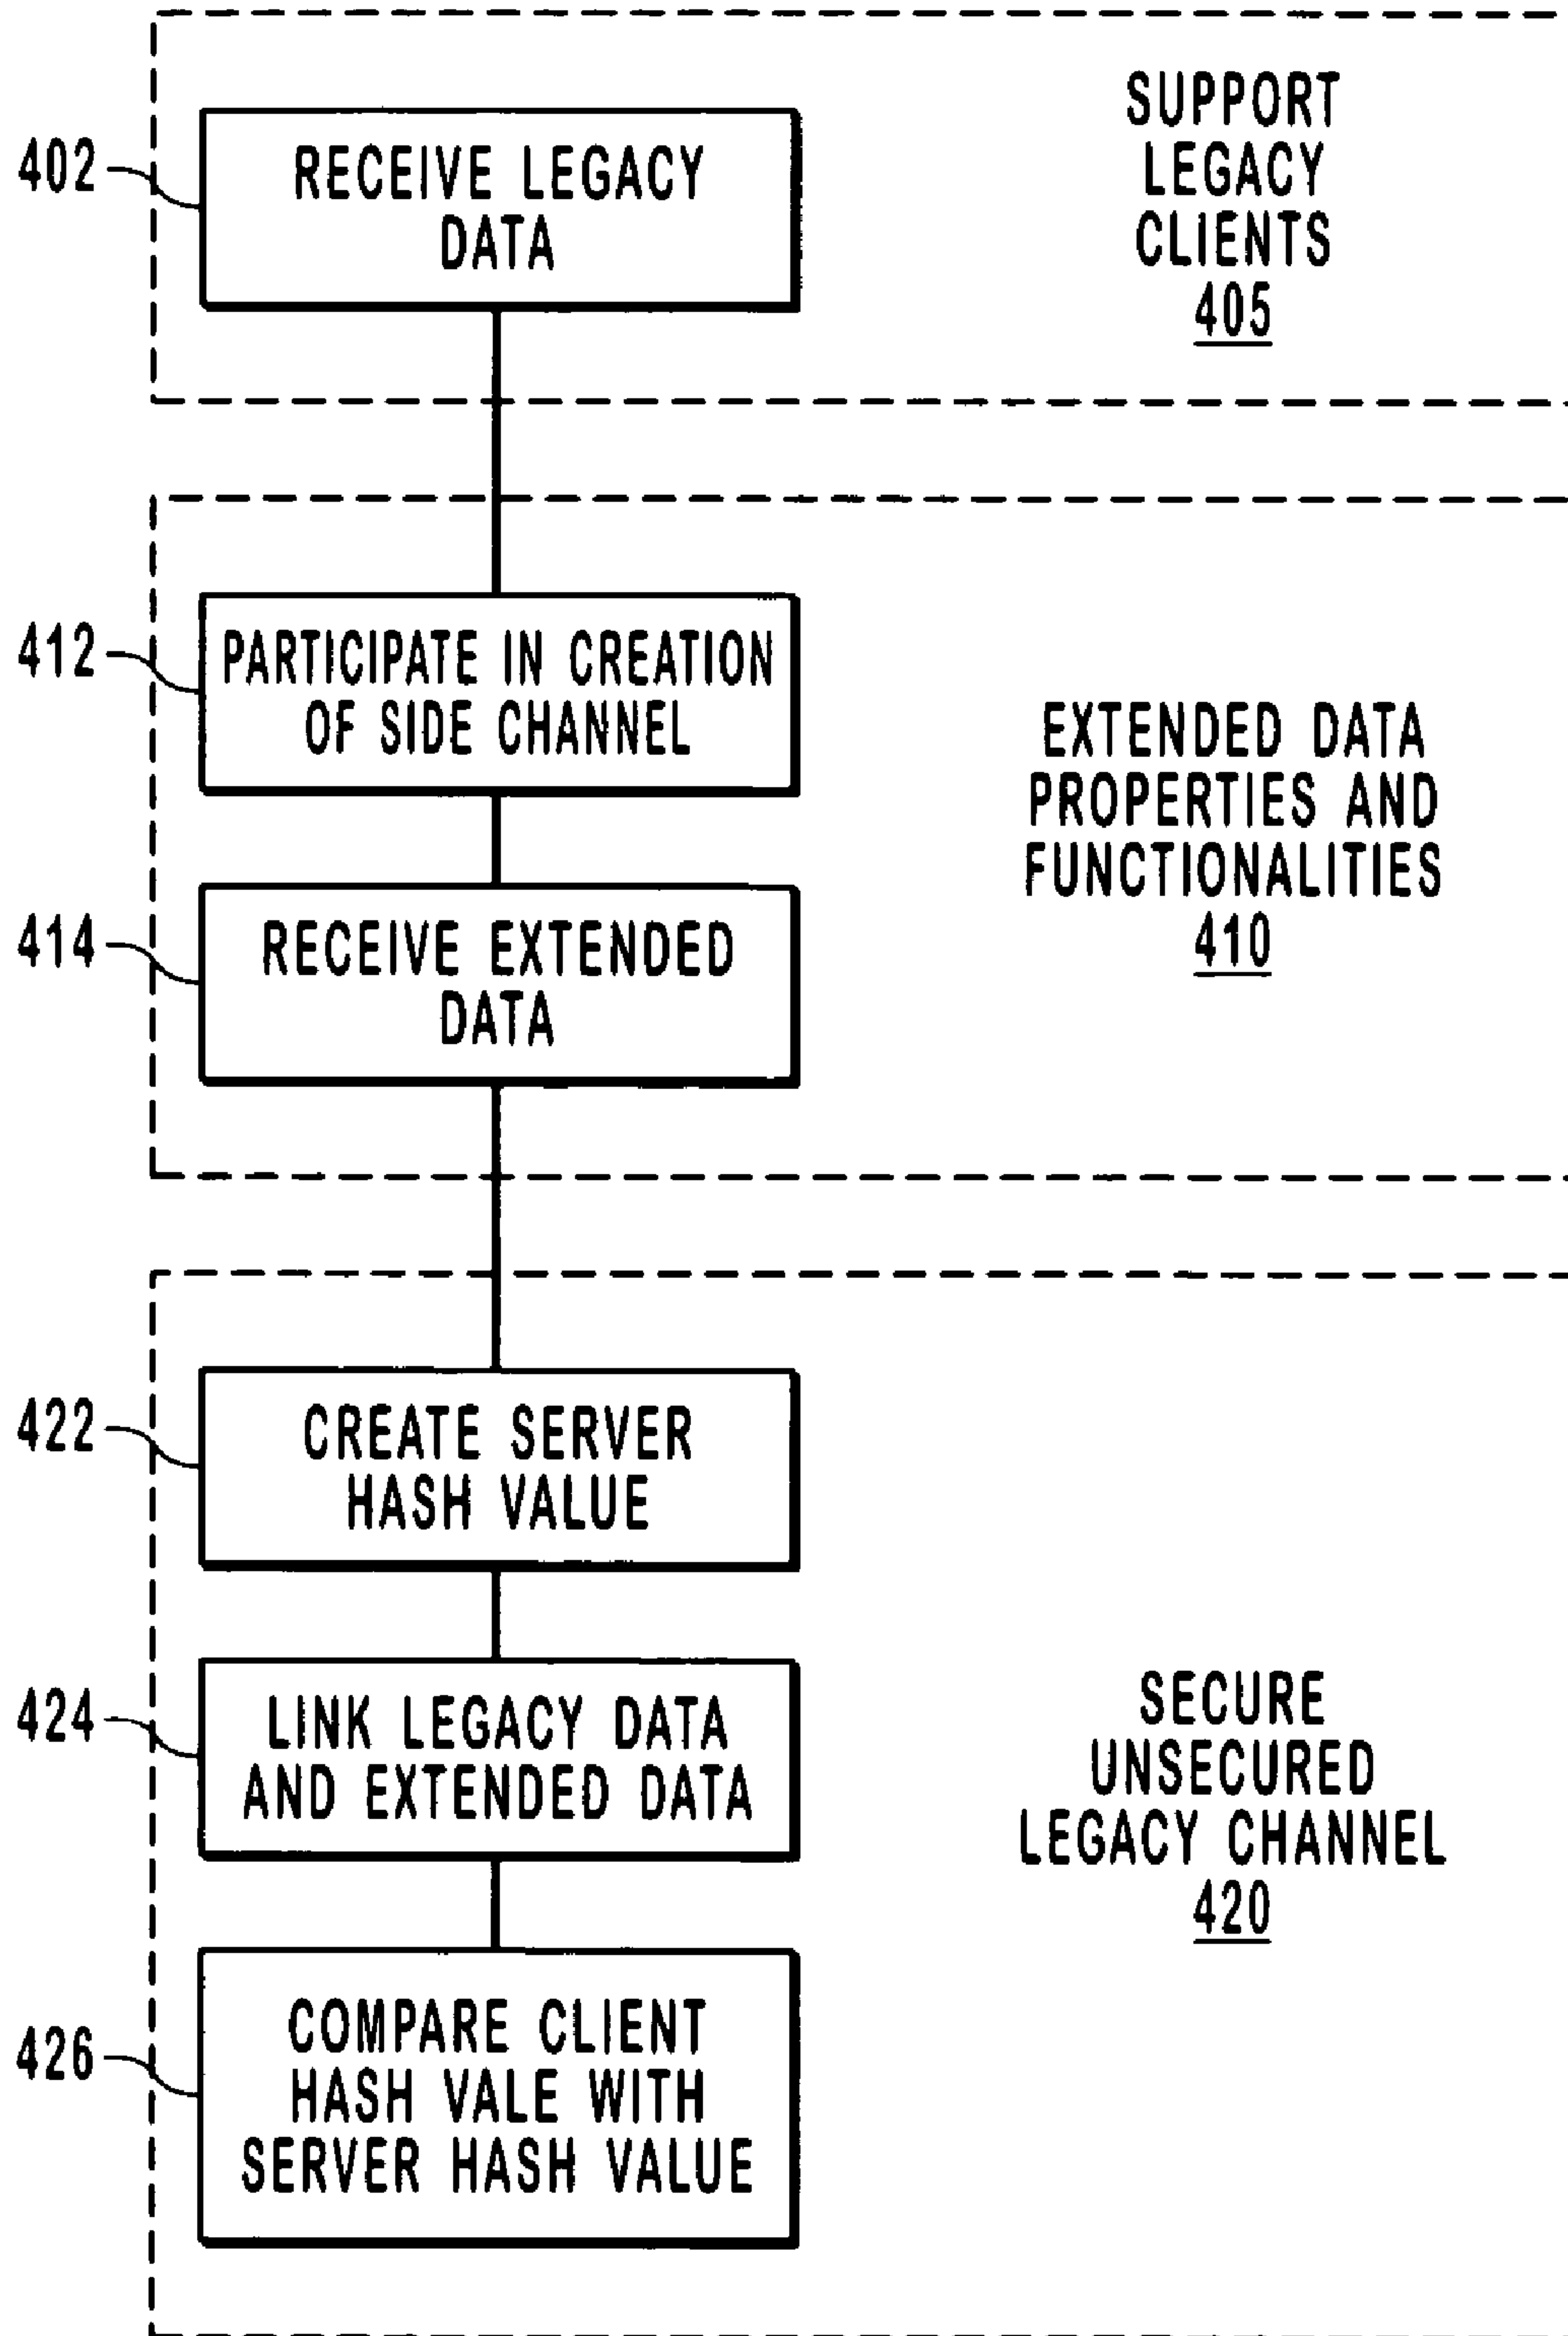 402
RECEIVE LEGACY
DATA
SUPPORT
LEGACY
CLIENTS
405
412
PARTICIPATE IN CREATION
OF SIDE CHANNEL
414
RECEIVE EXTENDED
DATA
EXTENDED DATA
PROPERTIES AND
FUNCTIONALITIES
410
422
CREATE SERVER
HASH VALUE
424
LINK LEGACY DATA
AND EXTENDED DATA
426
COMPARE CLIENT
HASH VALE WITH
SERVER HASH VALUE
SECURE
UNSECURED
LEGACY CHANNEL
420